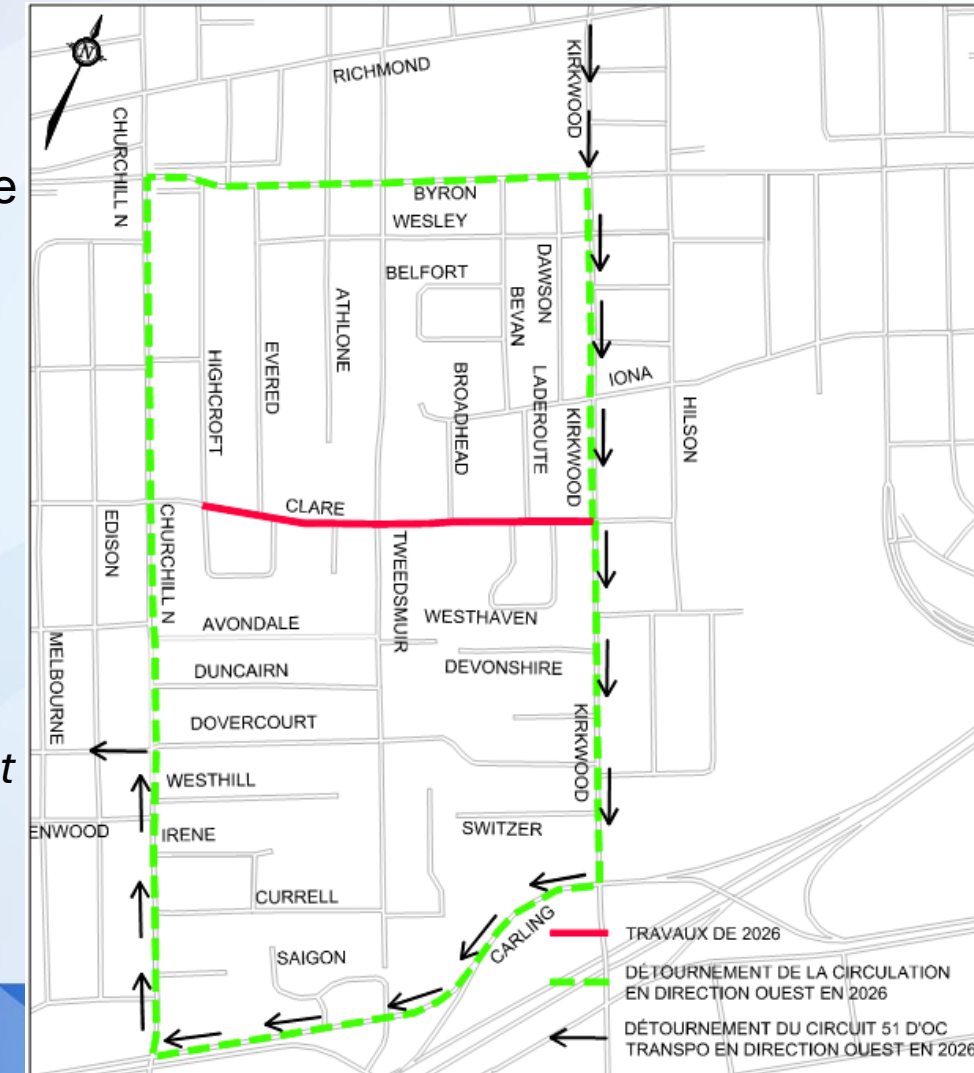 N
RICHMOND
KIRKWOOD
CHURCHILL N
e
BYRON
WESLEY
BELFORT
DAWSON
BEVAN
ATHLONE
HIGHCROFT
EVERED
BROADHEAD
LADEROUTE
IONA
KIRKWOOD
HILSON
CLARE
EDISON
CHURCHILL N
TWEEDSMUIR
AVONDALE
WESTHAVEN
MELBOURNE
DUNCAIRN
DEVONSHIRE
DOVERCOURT
KIRKWOOD
t
WESTHILL
ENWOOD
IRENE
SWITZER
CURRELL
CARLING
SAIGON
TRAVAUX DE 2026
DÉTOURNEMENT DE LA CIRCULATION
EN DIRECTION OUEST EN 2026
DÉTOURNEMENT DU CIRCUIT 51 D'OC
TRANSPO EN DIRECTION OUEST EN 2026